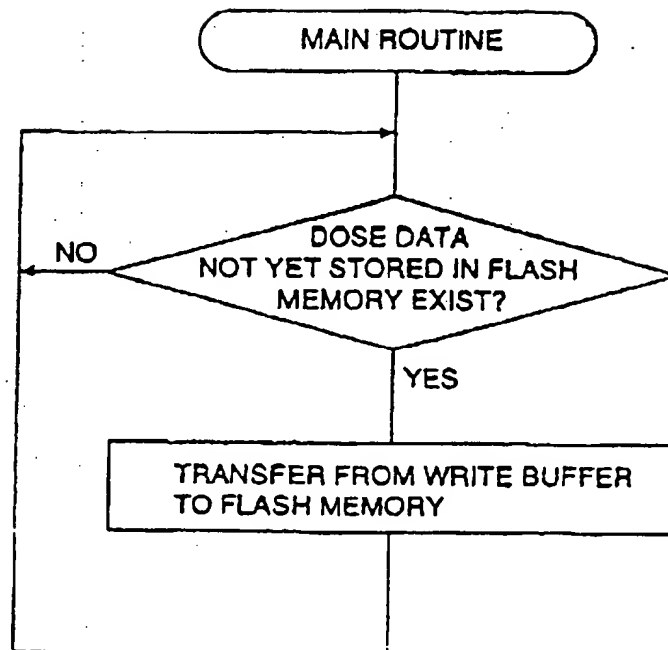 MAIN ROUTINE
DOSE DATA
NO
NOT YET STORED IN FLASH
MEMORY EXIST?
YES
TRANSFER FROM WRITE BUFFER
TO FLASH MEMORY